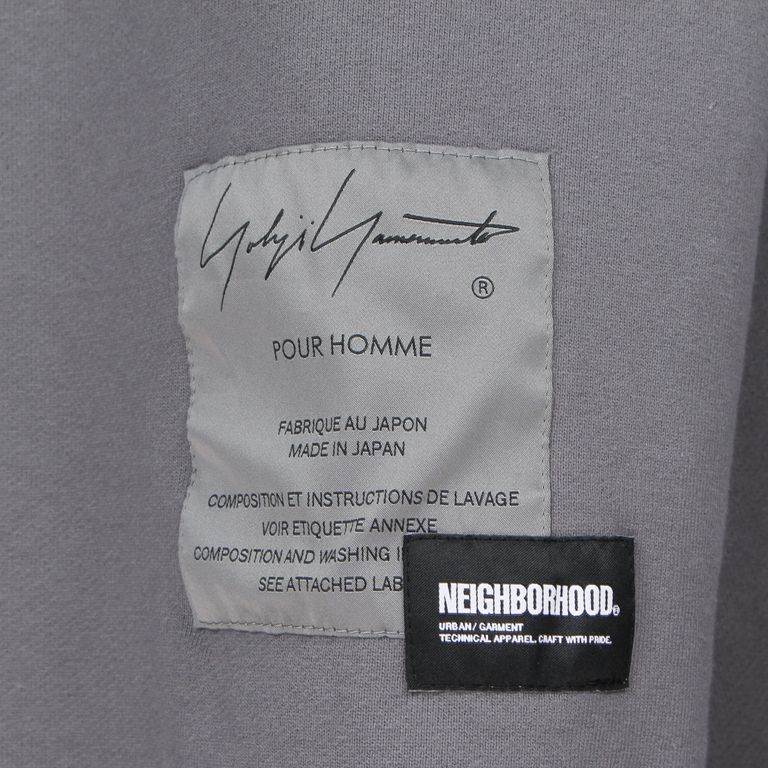 Yohji Yamamoto
®
POUR HOMME
FABRIQUE AU JAPON
MADE IN JAPAN
COMPOSITION ET INSTRUCTIONS DE LAVAGE
VOIR ETIQUETTE ANNEXE
COMPOSITION AND WASHING
SEE ATTACHED
NEIGHBORHOOD®
URBAN/ GARMENT
TECHNICAL APPAREL. CRAFT WITH PRIDE.